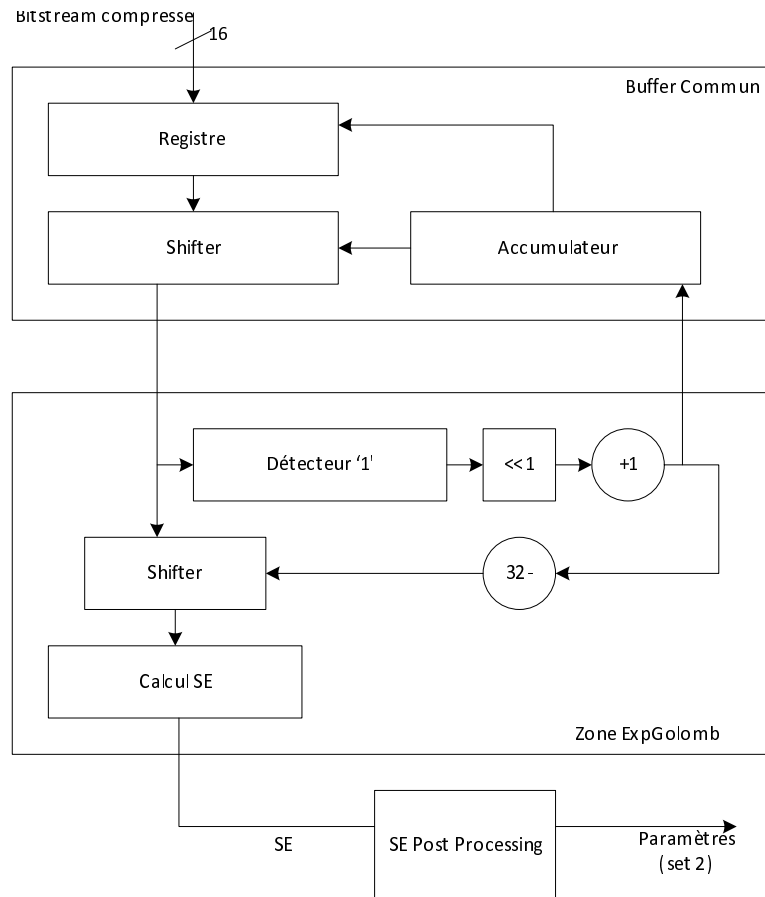 Bitstream compresse
16
Buffer Commun
Registre
Shifter
Accumulateur
Détecteur ‘1'
<<1
+1
Shifter
32-
Calcul SE
Zone ExpGolomb
SE
SE Post Processing
Paramètres
(set 2)